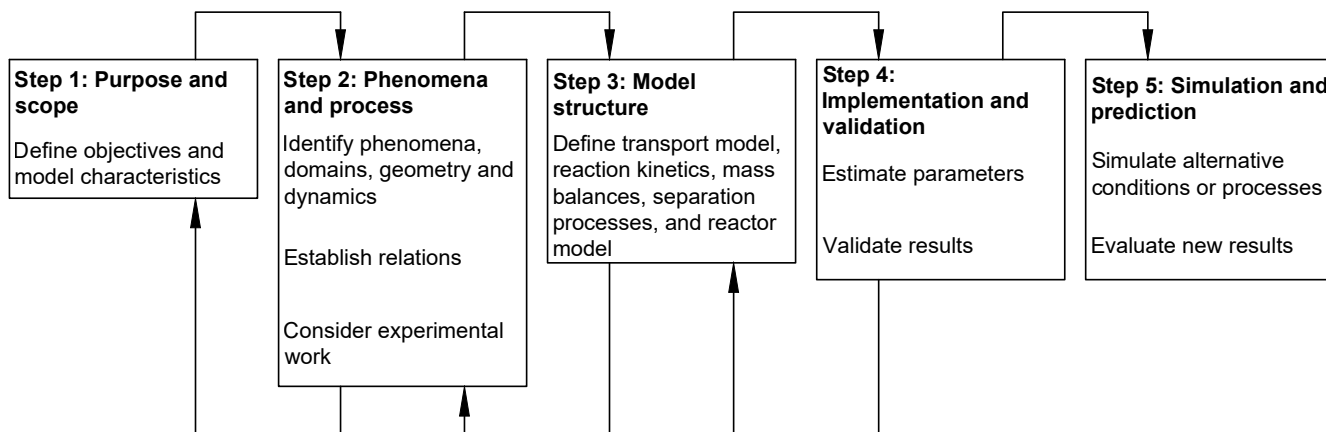 Step 1: Purpose and
scope
Define objectives and
model characteristics
Step 2: Phenomena
and process
Identify phenomena,
domains, geometry and
dynamics
Establish relations
Consider experimental
work
Step 3: Model
structure
Define transport model,
reaction kinetics, mass
balances, separation
processes, and reactor
model
Step 4:
Implementation and
validation
Estimate parameters
Validate results
Step 5: Simulation and
prediction
Simulate alternative
conditions or processes
Evaluate new results